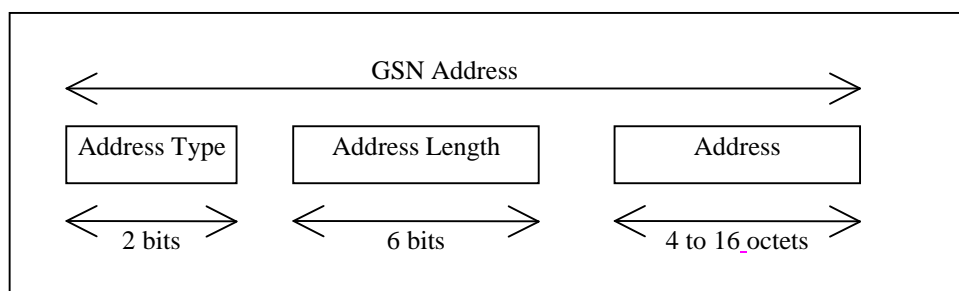 GSN Address
Address Type Address Length Address
2 bits 6 bits 4 to 16 octets